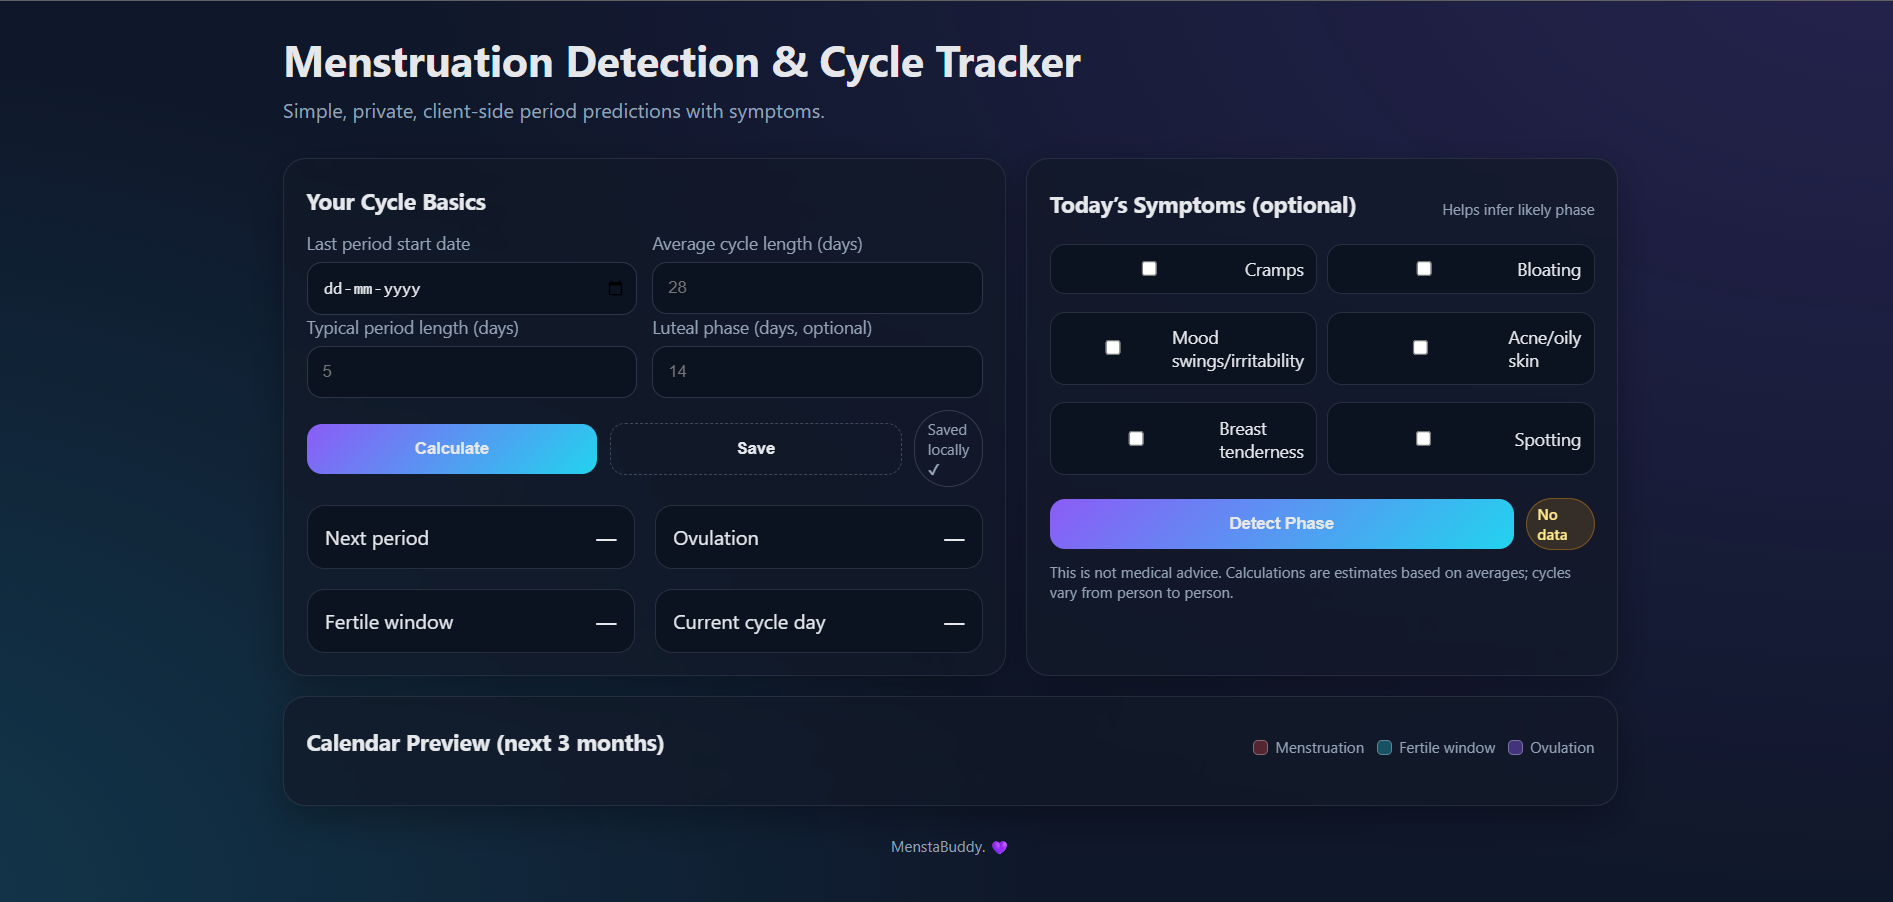 Menstruation Detection & Cycle Tracker
Simple, private, client-side period predictions with symptoms.
Your Cycle Basics
Last period start date
Average cycle length (days)
dd-mm-yyyy
28
Typical period length (days)
Luteal phase (days, optional)
5
14
Calculate
Save
Saved
locally
✓
Next period —
Ovulation —
Fertile window —
Current cycle day —
Today’s Symptoms (optional)
Helps infer likely phase
Cramps
Bloating
Mood
swings/irritability
Acne/oily
skin
Breast
tenderness
Spotting
Detect Phase
No
data
This is not medical advice. Calculations are estimates based on averages; cycles
vary from person to person.
Calendar Preview (next 3 months)
Menstruation
Fertile window
Ovulation
MenstaBuddy. 💜